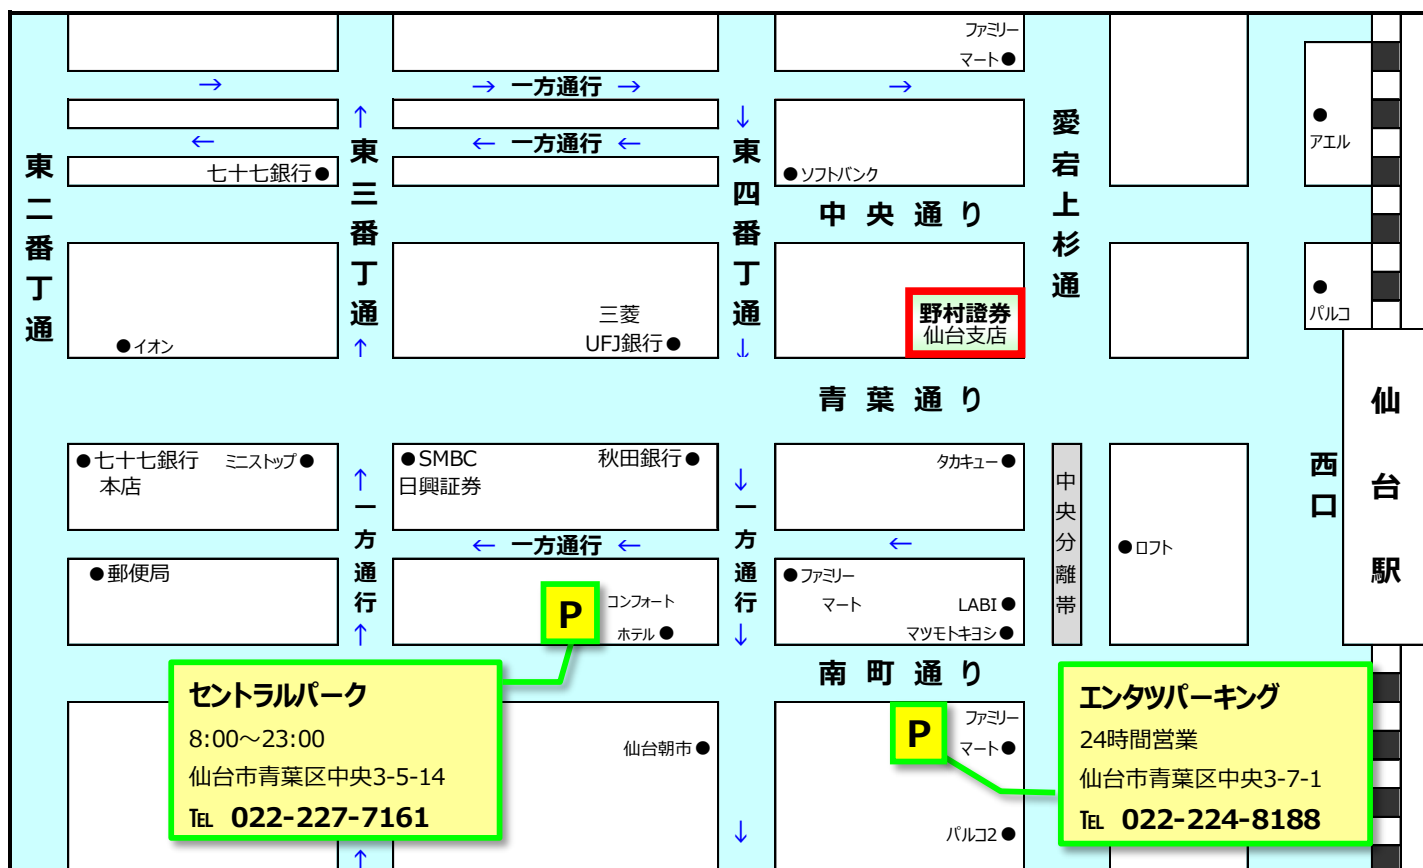 ファミリー
マート●
→
→ 一方通行 →
→
←
← 一方通行 ←
七十七銀行●
●ソフトバンク
●
アエル
東二番丁通
↑
東三番丁通
↑
↓
東四番丁通
↓
愛宕上杉通
中央通り
●イオン
三菱
UFJ銀行●
野村證券
仙台支店
●
パルコ
青葉通り
仙台駅
西口
●七十七銀行
本店
ミニストップ●
●SMBC
日興証券
秋田銀行●
タカキュー●
中央分離帯
↑
一方通行
↑
↓
一方通行
↓
← 一方通行 ←
←
●郵便局
P
コンフォート
ホテル●
●ファミリー
マート
LABI●
マツモトキヨシ●
●ロフト
南町通り
セントラルパーク
8:00～23:00
仙台市青葉区中央3-5-14
℡ 022-227-7161
仙台朝市●
P
ファミリー
マート●
パルコ2●
エンタツパーキング
24時間営業
仙台市青葉区中央3-7-1
℡ 022-224-8188
↑
↓